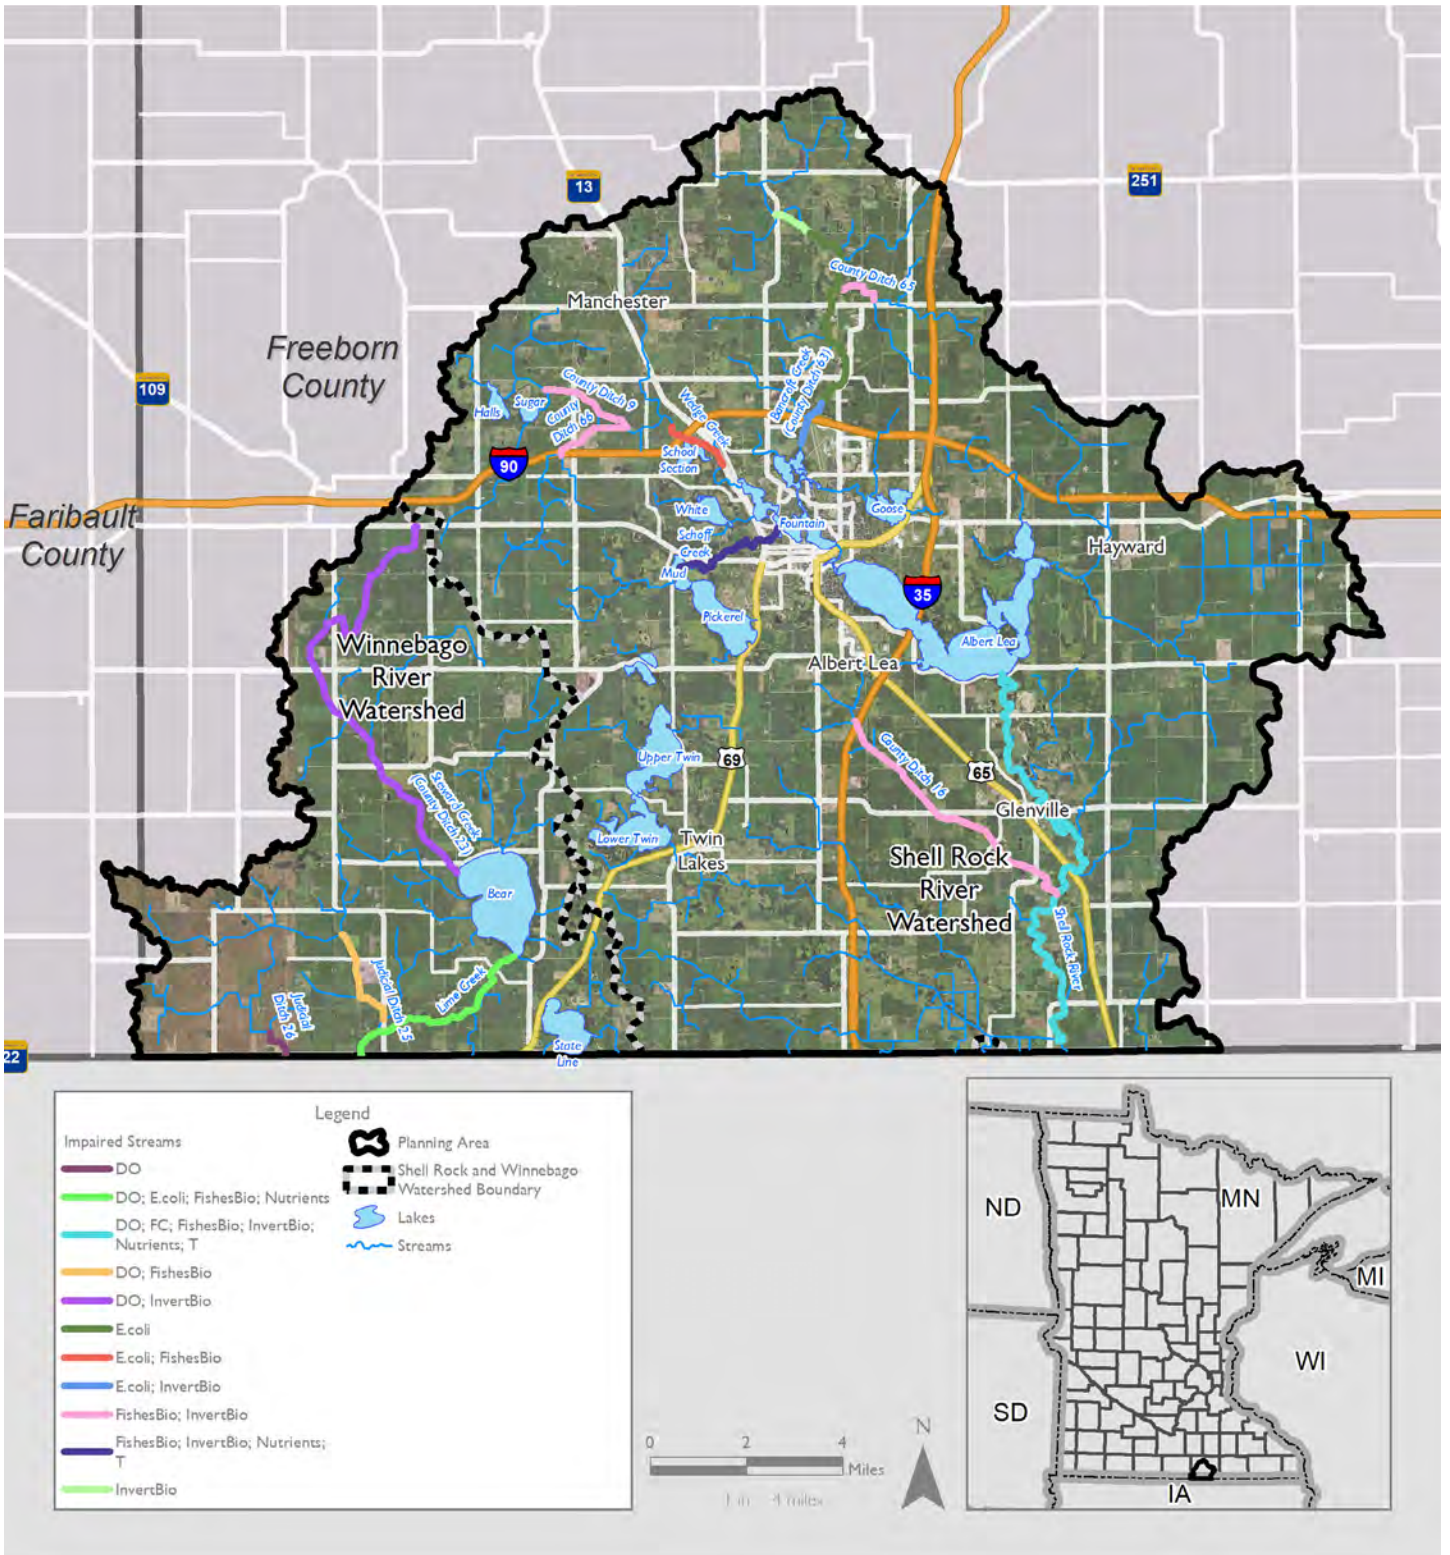 13
251
109
Freeborn
County
Manchester
County Ditch 65
Halls
Sugar
County Ditch 9
County
Ditch 66
Wedge Creek
Bancroft Creek
(County Ditch 63)
School
Section
90
Faribault
County
White
Goose
Fountain
Schoff
Creek
Mud
Hayward
35
Pickerel
Albert Lea
Albert Lea
Winnebago
River
Watershed
Upper Twin
69
County Ditch 16
65
Glenville
Steward Creek
(County Ditch 23)
Lower Twin
Twin
Lakes
Shell Rock
River
Watershed
Bear
Shell Rock River
Judicial Ditch 25
Lime Creek
Judicial
Ditch 26
State
Line
22
Legend
Impaired Streams
DO
DO; E.coli; FishesBio; Nutrients
DO; FC; FishesBio; InvertBio;
Nutrients; T
DO; FishesBio
DO; InvertBio
E.coli
E.coli; FishesBio
E.coli; InvertBio
FishesBio; InvertBio
FishesBio; InvertBio; Nutrients;
T
InvertBio
Planning Area
Shell Rock and Winnebago
Watershed Boundary
Lakes
Streams
0 2 4
Miles
N
ND
MN
MI
WI
SD
IA